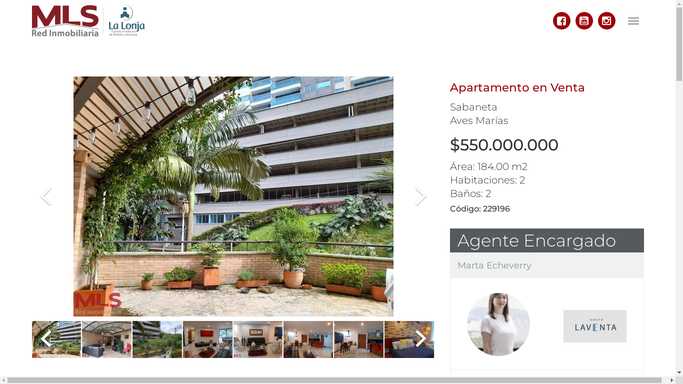 MLS
Red Inmobiliaria
La Lonja
Apartamento en Venta
Sabaneta
Aves Marías
$550.000.000
Área: 184.00 m2
Habitaciones: 2
Baños: 2
Código: 229196
Agente Encargado
Marta Echeverry
MLS
LAVENTA